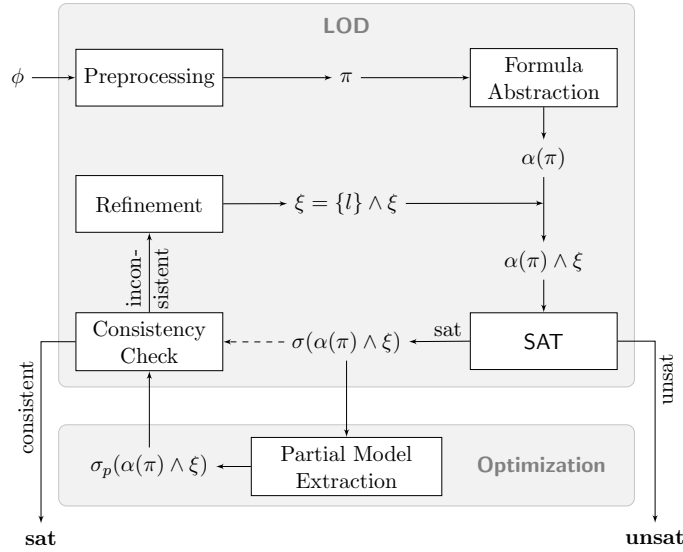 LOD
ϕ
Preprocessing
π
Formula
Abstraction
α(π)
Refinement
ξ = {l} ∧ ξ
α(π) ∧ ξ
incon-
sistent
Consistency
Check
σ(α(π) ∧ ξ)
sat
SAT
consistent
unsat
σp(α(π) ∧ ξ)
Partial Model
Extraction
Optimization
sat
unsat